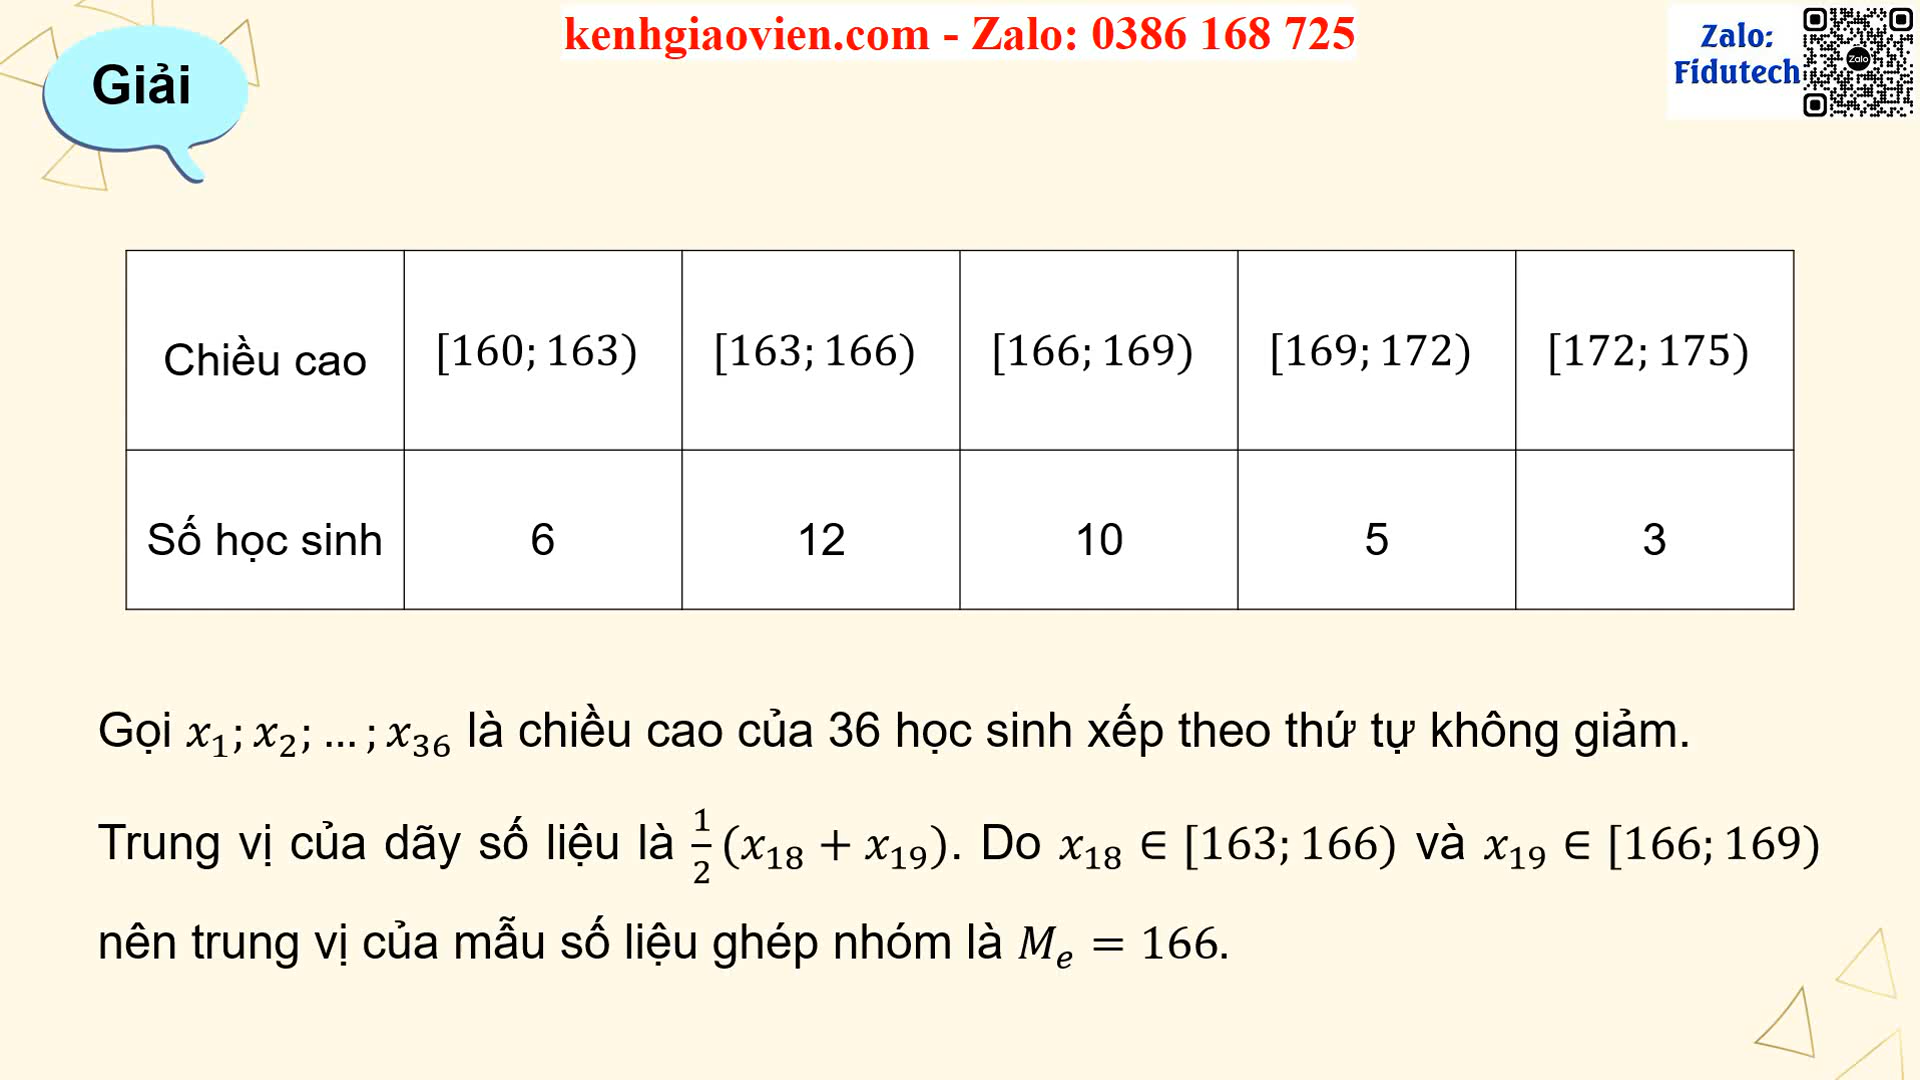 kenhgiaovien.com - Zalo: 0386 168 725
Zalo:
Fidutech
Zalo
Giải
Chiều cao [160; 163) [163; 166) [166; 169) [169; 172) [172; 175)
Số học sinh 6 12 10 5 3
Gọi x₁; x₂; … ; x₃₆ là chiều cao của 36 học sinh xếp theo thứ tự không giảm.
Trung vị của dãy số liệu là 1/2 (x₁₈ + x₁₉). Do x₁₈ ∈ [163; 166) và x₁₉ ∈ [166; 169)
nên trung vị của mẫu số liệu ghép nhóm là Mₑ = 166.